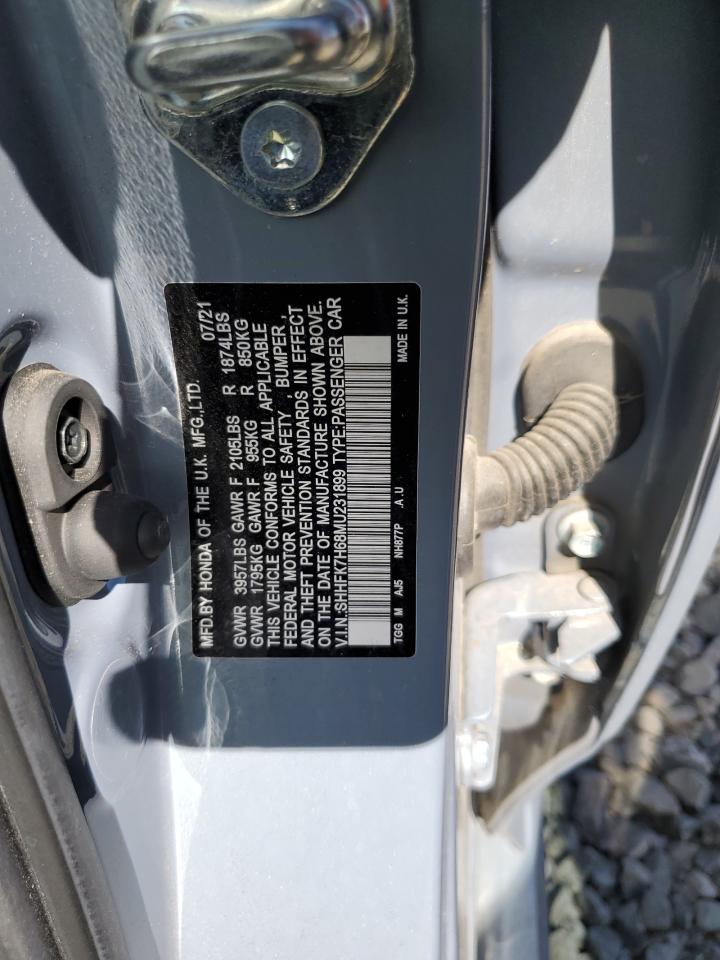 MFD.BY HONDA OF THE U.K. MFG.,LTD. 07/21
GVWR 3957LBS GAWR F 2105LBS R 1874LBS
GVWR 1795KG GAWR F 955KG R 850KG
THIS VEHICLE CONFORMS TO ALL APPLICABLE
FEDERAL MOTOR VEHICLE SAFETY , BUMPER ,
AND THEFT PREVENTION STANDARDS IN EFFECT
ON THE DATE OF MANUFACTURE SHOWN ABOVE.
V.I.N.:SHHFK7H68MU231899 TYPE:PASSENGER CAR
TGG M AJ5 NH877P A.U MADE IN U.K.